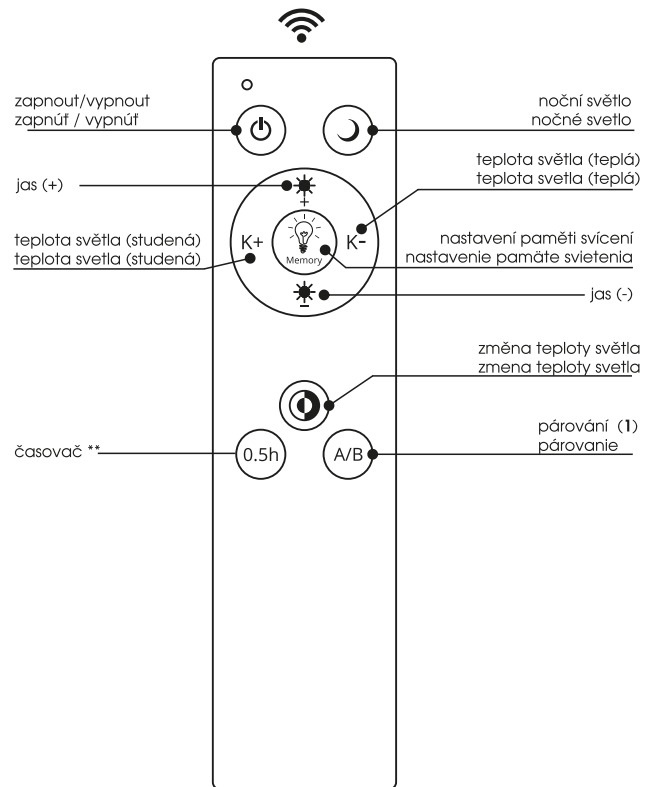 zapnout/vypnout
zapnúť / vypnúť
noční světlo
nočné svetlo
teplota světla (teplá)
teplota svetla (teplá)
jas (+)
+
teplota světla (studená)
teplota svetla (studená)
K+
K-
Memory
nastavení paměti svícení
nastavenie pamäte svietenia
–
jas (-)
změna teploty světla
zmena teploty svetla
časovač **
0.5h
A/B
párování (1)
párovanie